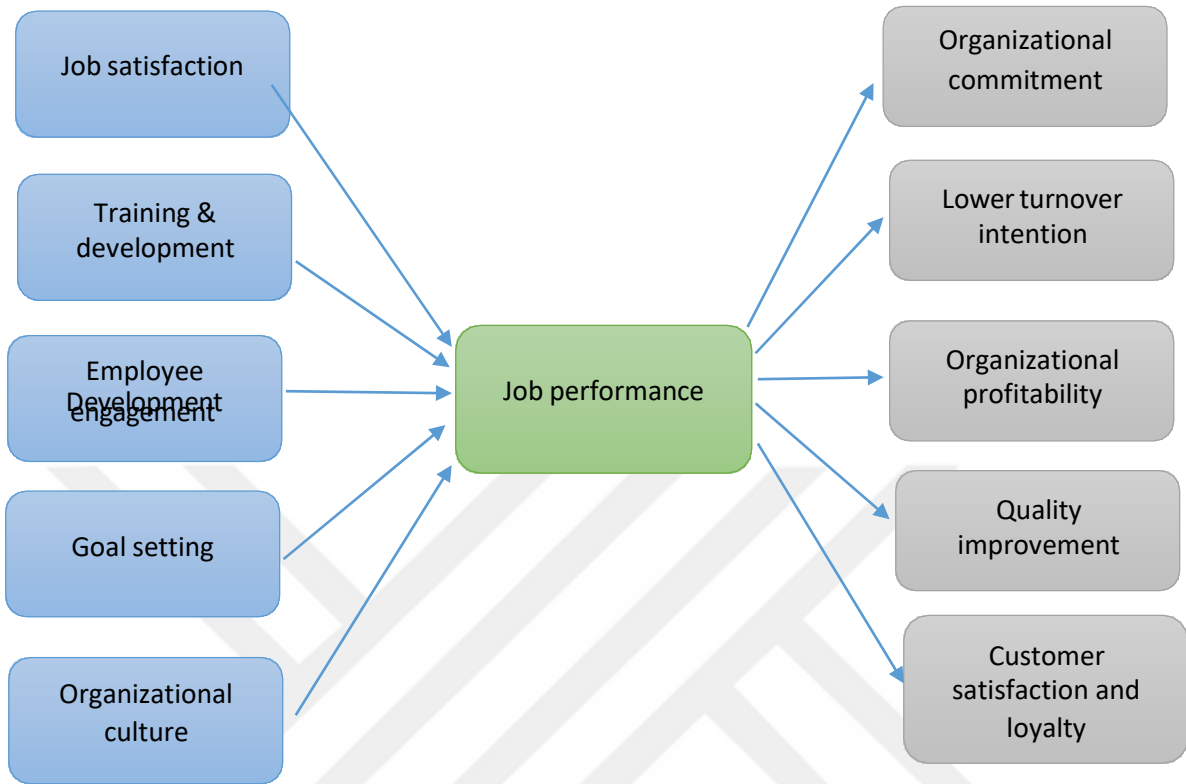 Job satisfaction
Training &
development
Employee
Development
engagement
Goal setting
Organizational
culture
Job performance
Organizational
commitment
Lower turnover
intention
Organizational
profitability
Quality
improvement
Customer
satisfaction and
loyalty